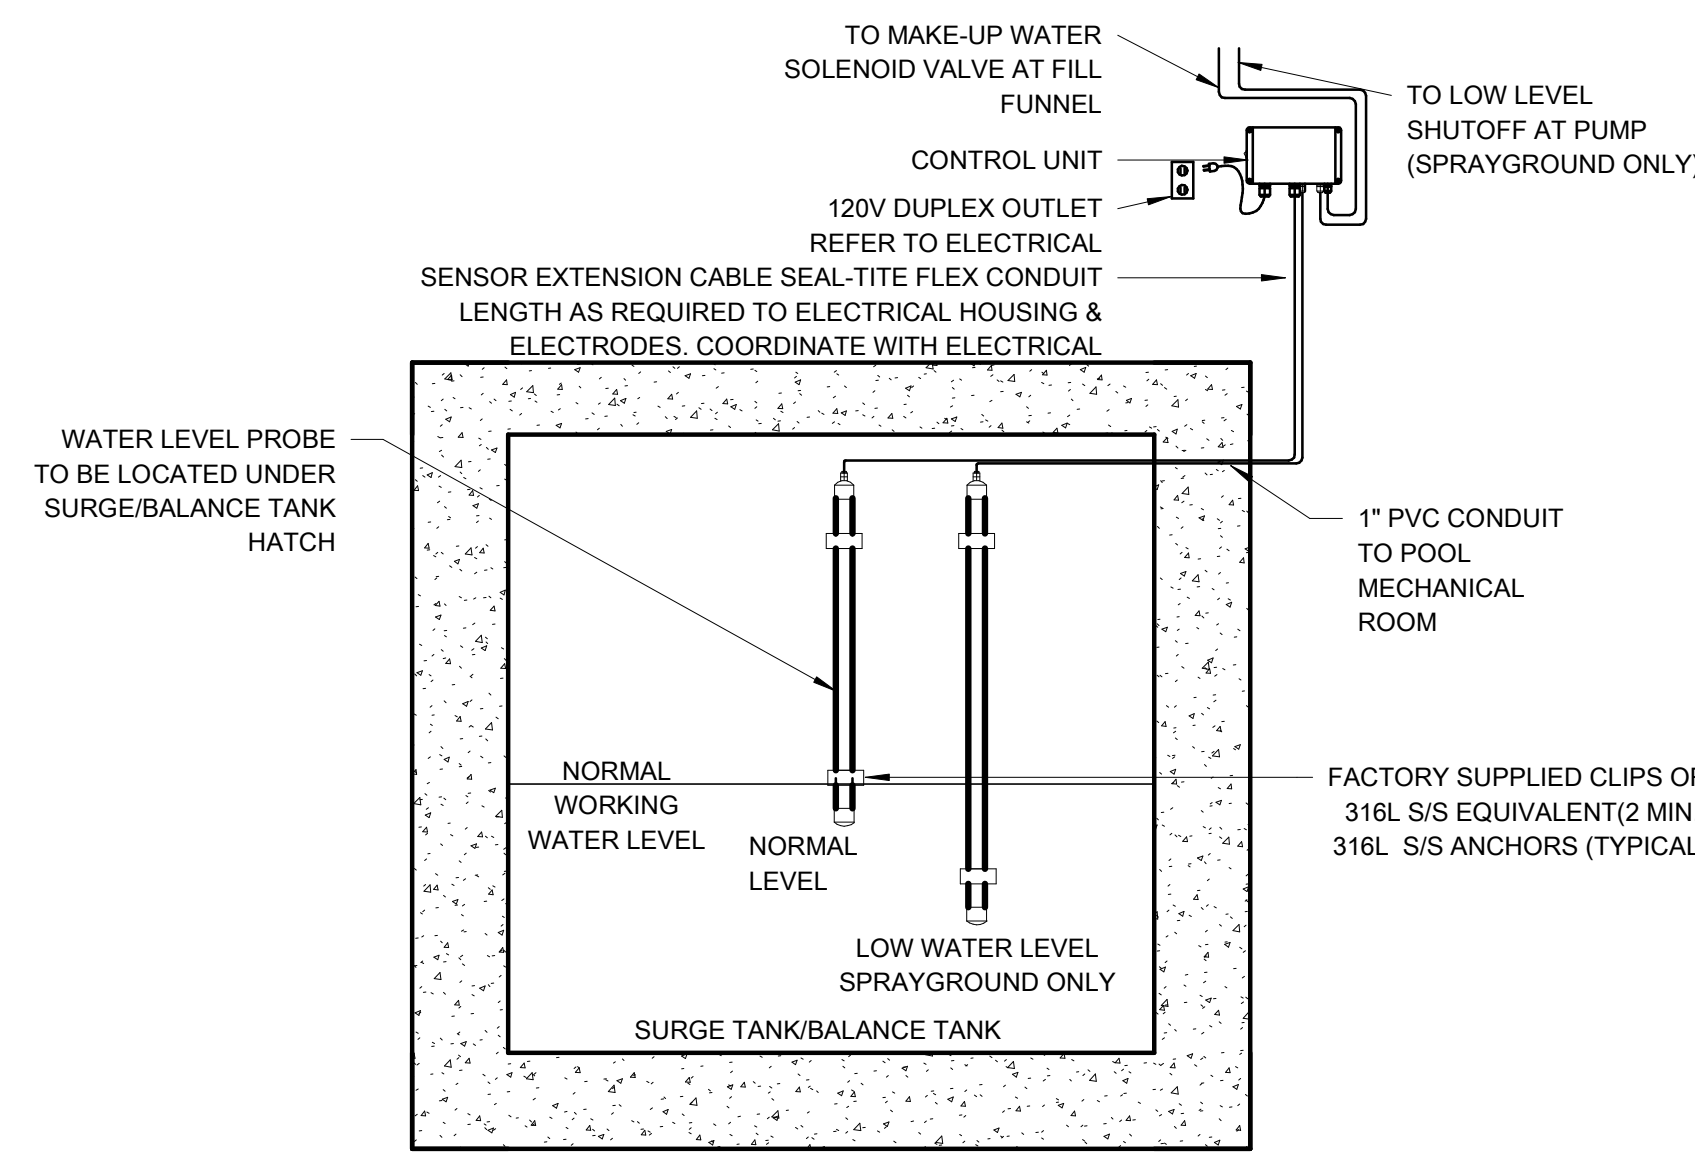 TO MAKE-UP WATER
SOLENOID VALVE AT FILL
FUNNEL
TO LOW LEVEL
SHUTOFF AT PUMP
(SPRAYGROUND ONLY)
CONTROL UNIT
120V DUPLEX OUTLET
REFER TO ELECTRICAL
SENSOR EXTENSION CABLE SEAL-TITE FLEX CONDUIT
LENGTH AS REQUIRED TO ELECTRICAL HOUSING &
ELECTRODES. COORDINATE WITH ELECTRICAL
WATER LEVEL PROBE
TO BE LOCATED UNDER
SURGE/BALANCE TANK
HATCH
1" PVC CONDUIT
TO POOL
MECHANICAL
ROOM
NORMAL
WORKING
WATER LEVEL
NORMAL
LEVEL
FACTORY SUPPLIED CLIPS OR
316L S/S EQUIVALENT(2 MIN
316L S/S ANCHORS (TYPICAL
LOW WATER LEVEL
SPRAYGROUND ONLY
SURGE TANK/BALANCE TANK